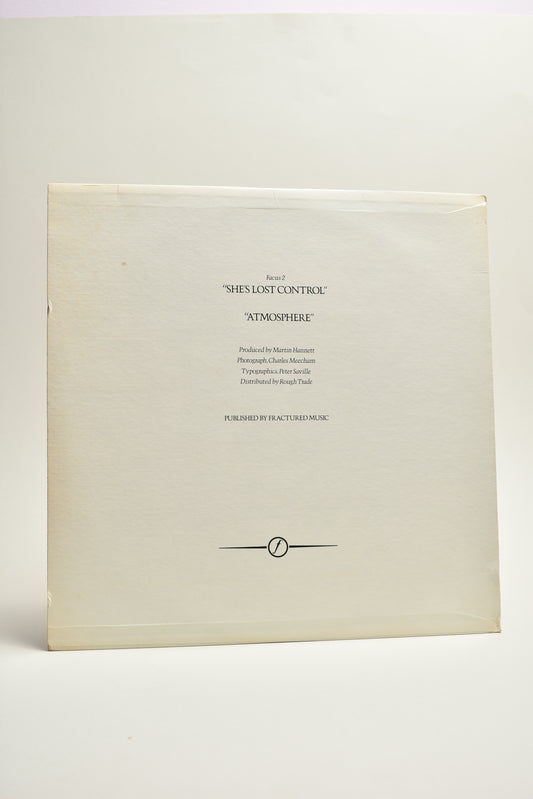 Facus 2
“SHE'S LOST CONTROL”
“ATMOSPHERE”
Produced by Martin Hannett
Photograph, Charles Meecham
Typographics, Peter Saville
Distributed by Rough Trade
PUBLISHED BY FRACTURED MUSIC
f